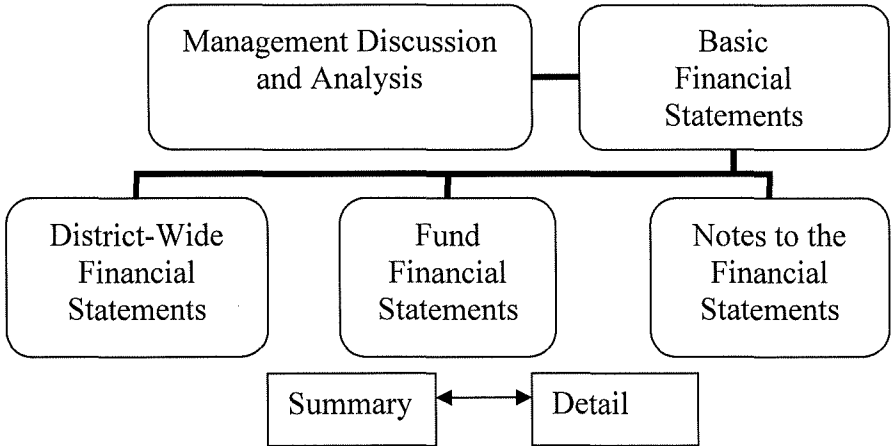 Management Discussion
and Analysis
Basic
Financial
Statements
District-Wide
Financial
Statements
Fund
Financial
Statements
Notes to the
Financial
Statements
Summary
Detail